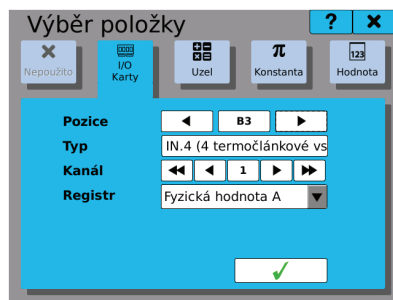 Výběr položky
?
Nepoužito
I/O
Karty
Uzel
π
Konstanta
123
Hodnota
Pozice
B3
Typ
IN.4 (4 termočlánkové vs
Kanál
1
Registr
Fyzická hodnota A